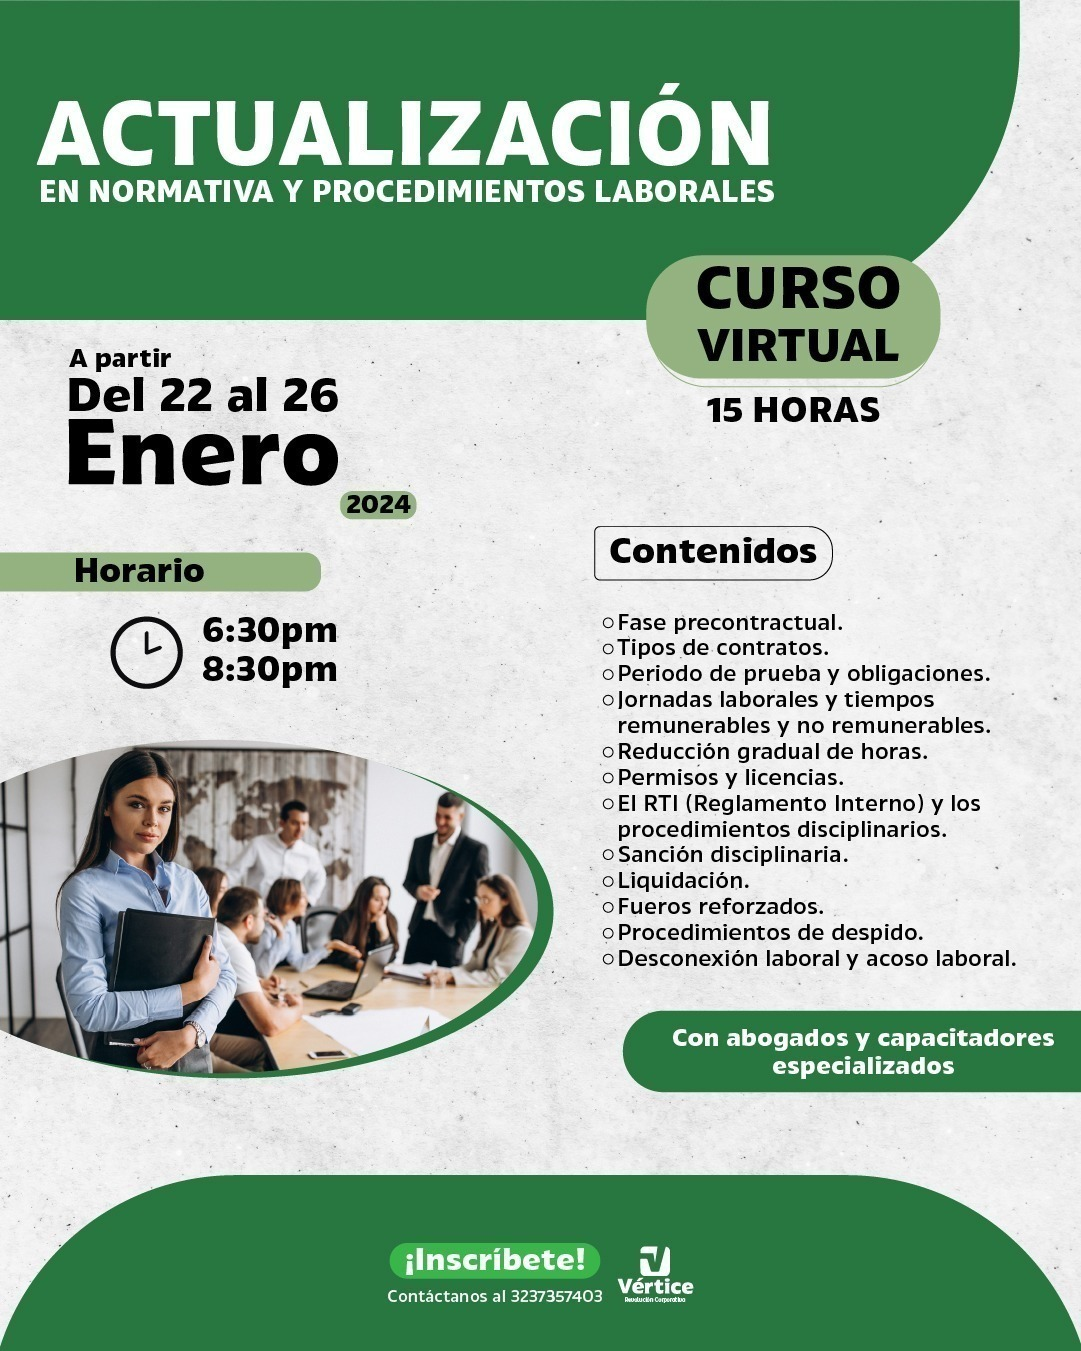 ACTUALIZACIÓN
EN NORMATIVA Y PROCEDIMIENTOS LABORALES
CURSO
VIRTUAL
15 HORAS
A partir
Del 22 al 26
Enero
2024
Horario
6:30pm
8:30pm
Contenidos
Fase precontractual.
Tipos de contratos.
Periodo de prueba y obligaciones.
Jornadas laborales y tiempos
remunerables y no remunerables.
Reducción gradual de horas.
Permisos y licencias.
El RTI (Reglamento Interno) y los
procedimientos disciplinarios.
Sanción disciplinaria.
Liquidación.
Fueros reforzados.
Procedimientos de despido.
Desconexión laboral y acoso laboral.
Con abogados y capacitadores
especializados
¡Inscríbete!
Contáctanos al 3237357403
Vértice
Revolución Corporativa